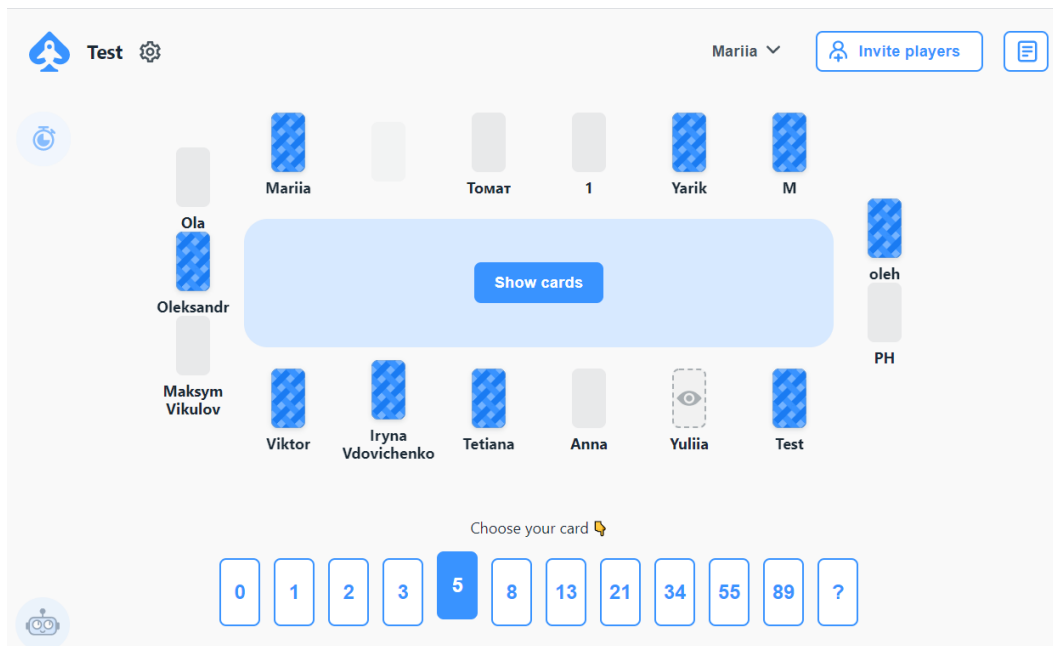 Test
Mariia
Invite players
Mariia
Томат
1
Yarik
M
Ola
Oleksandr
Maksym
Vikulov
Show cards
oleh
PH
Viktor
Iryna
Vdovichenko
Tetiana
Anna
Yuliia
Test
Choose your card
0 1 2 3 5 8 13 21 34 55 89 ?